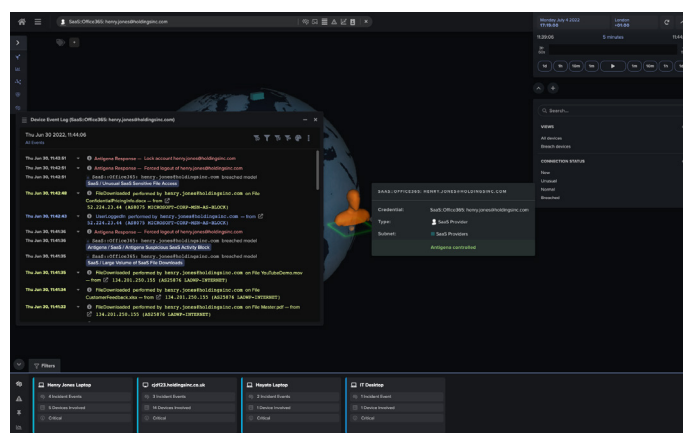 SaaS::Office365: henry.jones@holdingsinc.com
Monday July 4 2022
17:19:08
London
+01:00
11:39:06
5 minutes
1d 1h 10m 1m 1m 10m 1h
Device Event Log (SaaS::Office365: henry.jones@holdingsinc.com)
Thu Jun 30 2022, 11:44:06
All Events
Thu Jun 30, 11:42:51 Antigena Response — Lock account henry.jones@holdingsinc.com
Thu Jun 30, 11:42:51 Antigena Response — Forced logout of henry.jones@holdingsinc.com
Thu Jun 30, 11:42:51 SaaS::Office365: henry.jones@holdingsinc.com breached model
SaaS / Unusual SaaS Sensitive File Access
Thu Jun 30, 11:42:48 FileDownloaded performed by henry.jones@holdingsinc.com on File
ConfidentialPricingInfo.docx — from
52.224.23.44 (AS8075 MICROSOFT-CORP-MSN-AS-BLOCK)
Thu Jun 30, 11:42:43 UserLoggedIn performed by henry.jones@holdingsinc.com — from
52.224.23.44 (AS8075 MICROSOFT-CORP-MSN-AS-BLOCK)
Thu Jun 30, 11:41:36 Antigena Response — Forced logout of henry.jones@holdingsinc.com
Thu Jun 30, 11:41:35 SaaS::Office365: henry.jones@holdingsinc.com breached model
Antigena / SaaS / Antigena Suspicious SaaS Activity Block
Thu Jun 30, 11:41:35 SaaS::Office365: henry.jones@holdingsinc.com breached model
SaaS / Large Volume of SaaS File Downloads
Thu Jun 30, 11:41:35 FileDownloaded performed by henry.jones@holdingsinc.com on File YouTubeDemo.mov
— from 134.201.250.155 (AS25876 LADWP-INTERNET)
Thu Jun 30, 11:41:34 FileDownloaded performed by henry.jones@holdingsinc.com on File
CustomerFeedback.xlsx — from 134.201.250.155 (AS25876 LADWP-INTERNET)
Thu Jun 30, 11:41:33 FileDownloaded performed by henry.jones@holdingsinc.com on File Master.pdf — from
134.201.250.155 (AS25876 LADWP-INTERNET)
SAAS::OFFICE365: HENRY.JONES@HOLDINGSINC.COM
Credential: SaaS::Office365: henry.jones@holdingsinc.com
Type: SaaS Provider
Subnet: SaaS Providers
Antigena controlled
Search...
VIEWS
All devices
Breach devices
CONNECTION STATUS
New
Unusual
Normal
Breached
Filters
Henry Jones Laptop
4 Incident Event
5 Devices Involved
Critical
cjdf23.holdingsinc.co.uk
3 Incident Events
14 Devices Involved
Critical
Hayato Laptop
2 Incident Events
1 Device Involved
Critical
IT Desktop
1 Incident Event
1 Device Involved
Critical